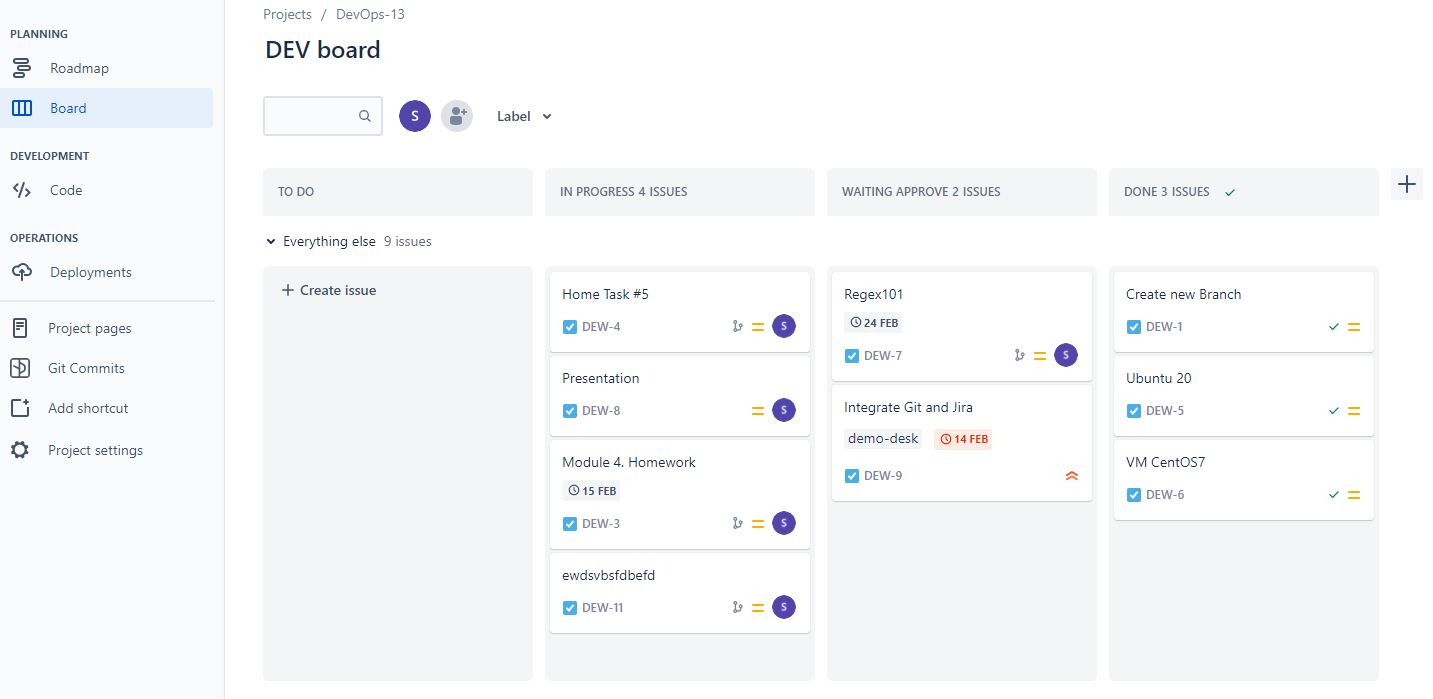 Projects / DevOps-13
DEV board
PLANNING
Roadmap
Board
DEVELOPMENT
Code
OPERATIONS
Deployments
Project pages
Git Commits
Add shortcut
Project settings
S
Label
TO DO
IN PROGRESS 4 ISSUES
WAITING APPROVE 2 ISSUES
DONE 3 ISSUES
Everything else 9 issues
+ Create issue
Home Task #5
DEW-4 S
Presentation
DEW-8 S
Module 4. Homework
15 FEB
DEW-3 S
ewdsvbsfdbefd
DEW-11 S
Regex101
24 FEB
DEW-7 S
Integrate Git and Jira
demo-desk 14 FEB
DEW-9
Create new Branch
DEW-1
Ubuntu 20
DEW-5
VM CentOS7
DEW-6